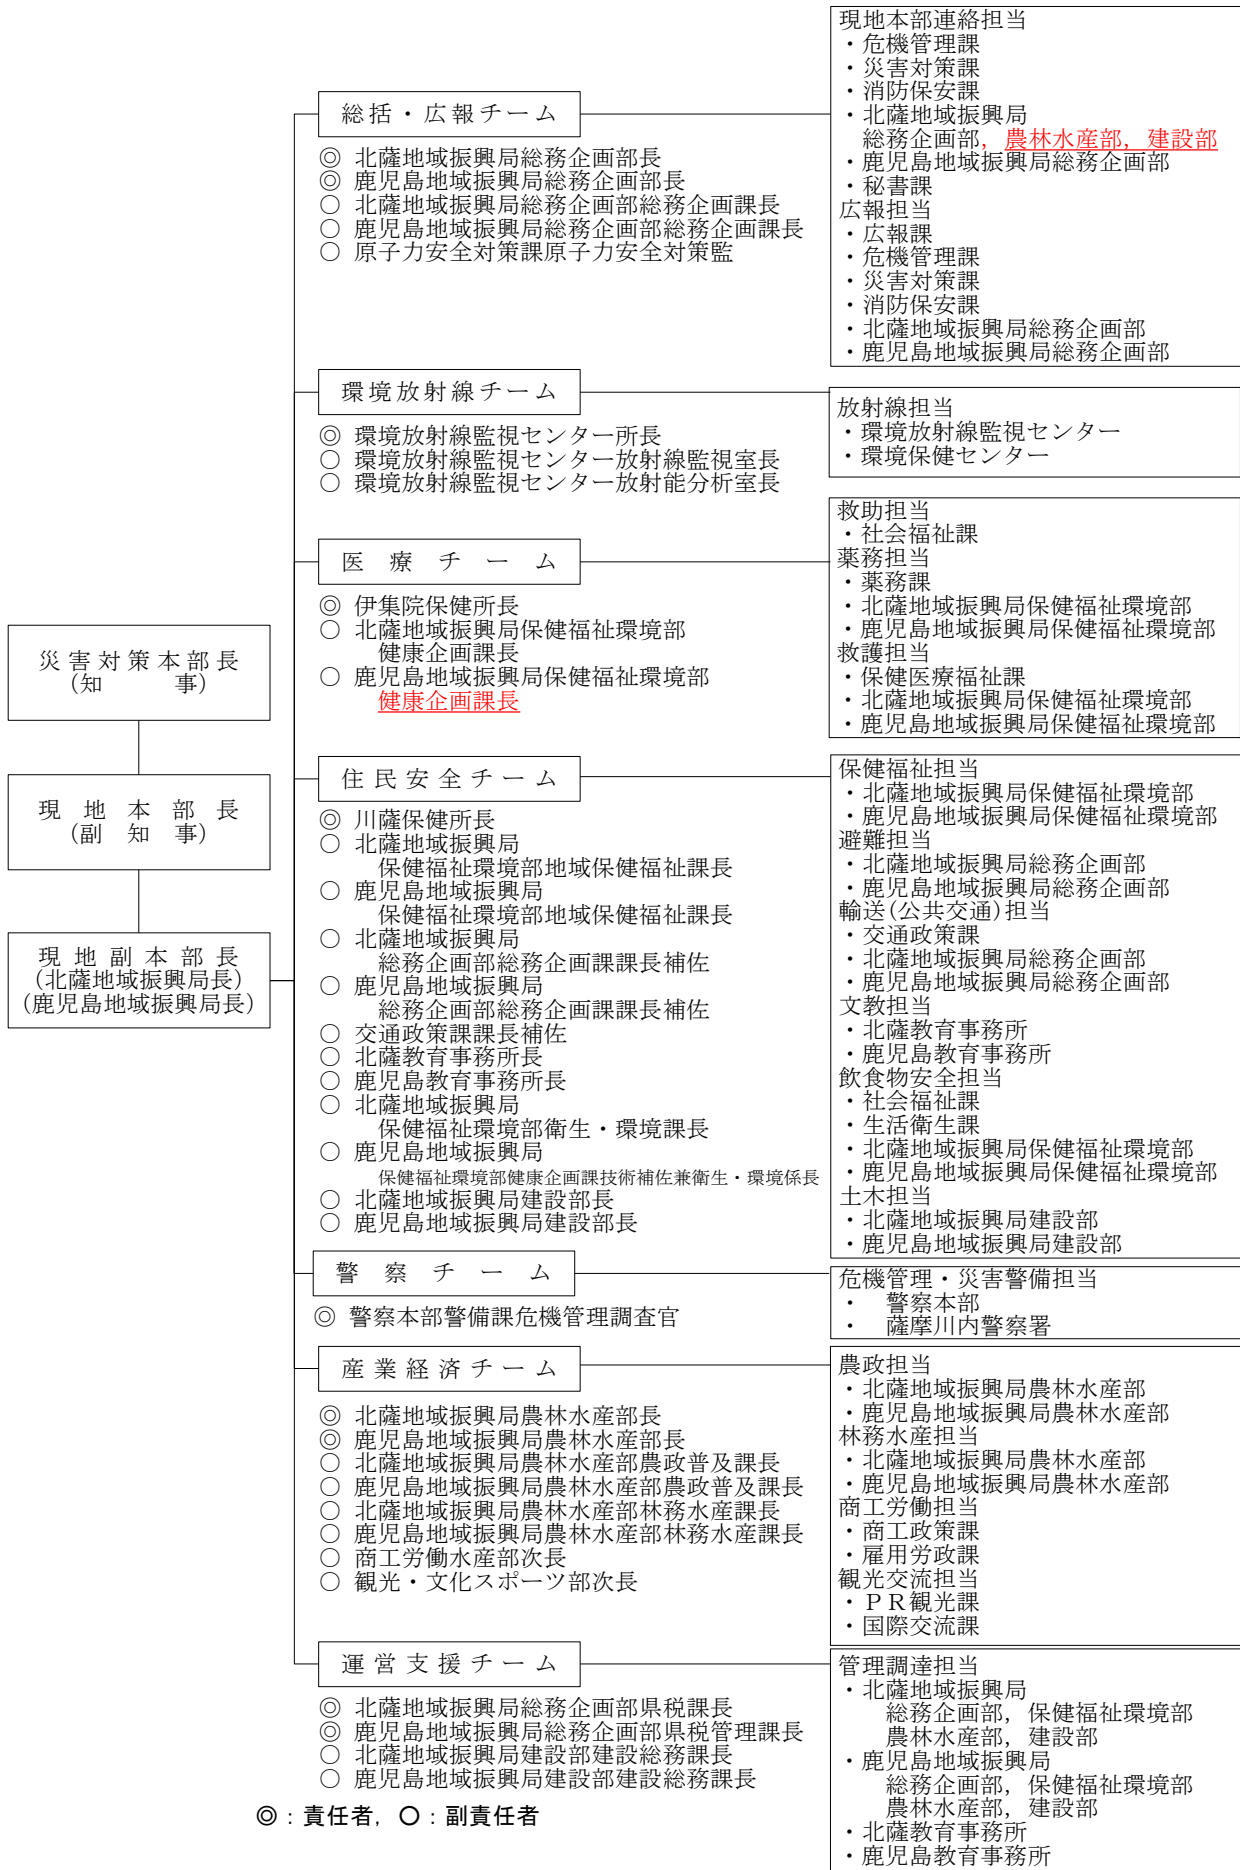 災害対策本部長
(知　　事)
現地本部長
(副知事)
現地副本部長
(北薩地域振興局長)
(鹿児島地域振興局長)
総括・広報チーム
◎ 北薩地域振興局総務企画部長
◎ 鹿児島地域振興局総務企画部長
○ 北薩地域振興局総務企画部総務企画課長
○ 鹿児島地域振興局総務企画部総務企画課長
○ 原子力安全対策課原子力安全対策監
現地本部連絡担当
・危機管理課
・災害対策課
・消防保安課
・北薩地域振興局
総務企画部，農林水産部，建設部
・鹿児島地域振興局総務企画部
・秘書課
広報担当
・広報課
・危機管理課
・災害対策課
・消防保安課
・北薩地域振興局総務企画部
・鹿児島地域振興局総務企画部
環境放射線チーム
◎ 環境放射線監視センター所長
○ 環境放射線監視センター放射線監視室長
○ 環境放射線監視センター放射能分析室長
放射線担当
・環境放射線監視センター
・環境保健センター
医療チーム
◎ 伊集院保健所長
○ 北薩地域振興局保健福祉環境部
健康企画課長
○ 鹿児島地域振興局保健福祉環境部
健康企画課長
救助担当
・社会福祉課
薬務担当
・薬務課
・北薩地域振興局保健福祉環境部
・鹿児島地域振興局保健福祉環境部
救護担当
・保健医療福祉課
・北薩地域振興局保健福祉環境部
・鹿児島地域振興局保健福祉環境部
住民安全チーム
◎ 川薩保健所長
○ 北薩地域振興局
保健福祉環境部地域保健福祉課長
○ 鹿児島地域振興局
保健福祉環境部地域保健福祉課長
○ 北薩地域振興局
総務企画部総務企画課課長補佐
○ 鹿児島地域振興局
総務企画部総務企画課課長補佐
○ 交通政策課課長補佐
○ 北薩教育事務所長
○ 鹿児島教育事務所長
○ 北薩地域振興局
保健福祉環境部衛生・環境課長
○ 鹿児島地域振興局
保健福祉環境部健康企画課技術補佐兼衛生・環境係長
○ 北薩地域振興局建設部長
○ 鹿児島地域振興局建設部長
保健福祉担当
・北薩地域振興局保健福祉環境部
・鹿児島地域振興局保健福祉環境部
避難担当
・北薩地域振興局総務企画部
・鹿児島地域振興局総務企画部
輸送(公共交通)担当
・交通政策課
・北薩地域振興局総務企画部
・鹿児島地域振興局総務企画部
文教担当
・北薩教育事務所
・鹿児島教育事務所
飲食物安全担当
・社会福祉課
・生活衛生課
・北薩地域振興局保健福祉環境部
・鹿児島地域振興局保健福祉環境部
土木担当
・北薩地域振興局建設部
・鹿児島地域振興局建設部
警察チーム
◎ 警察本部警備課危機管理調査官
危機管理・災害警備担当
・　警察本部
・　薩摩川内警察署
産業経済チーム
◎ 北薩地域振興局農林水産部長
◎ 鹿児島地域振興局農林水産部長
○ 北薩地域振興局農林水産部農政普及課長
○ 鹿児島地域振興局農林水産部農政普及課長
○ 北薩地域振興局農林水産部林務水産課長
○ 鹿児島地域振興局農林水産部林務水産課長
○ 商工労働水産部次長
○ 観光・文化スポーツ部次長
農政担当
・北薩地域振興局農林水産部
・鹿児島地域振興局農林水産部
林務水産担当
・北薩地域振興局農林水産部
・鹿児島地域振興局農林水産部
商工労働担当
・商工政策課
・雇用労政課
観光交流担当
・ＰＲ観光課
・国際交流課
運営支援チーム
◎ 北薩地域振興局総務企画部県税課長
◎ 鹿児島地域振興局総務企画部県税管理課長
○ 北薩地域振興局建設部建設総務課長
○ 鹿児島地域振興局建設部建設総務課長
管理調達担当
・北薩地域振興局
総務企画部，保健福祉環境部
農林水産部，建設部
・鹿児島地域振興局
総務企画部，保健福祉環境部
農林水産部，建設部
・北薩教育事務所
・鹿児島教育事務所
◎：責任者，○：副責任者